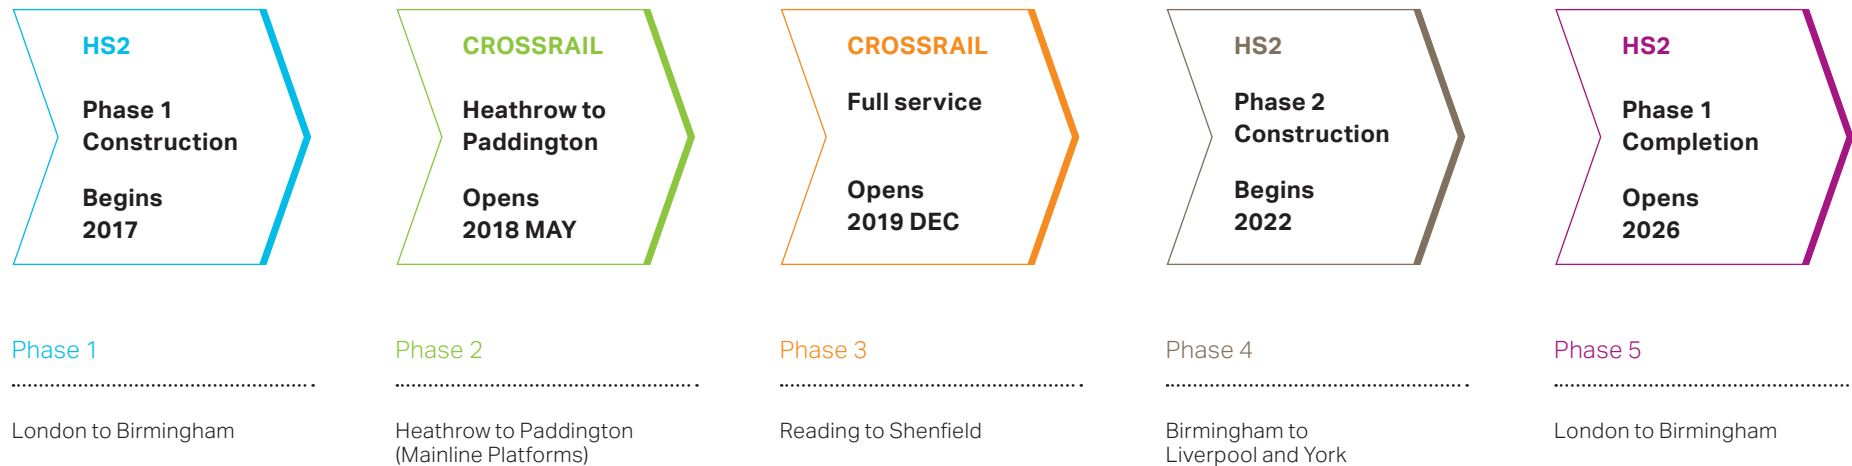 HS2
Phase 1
Construction
Begins
2017
CROSSRAIL
Heathrow to
Paddington
Opens
2018 MAY
CROSSRAIL
Full service
Opens
2019 DEC
HS2
Phase 2
Construction
Begins
2022
HS2
Phase 1
Completion
Opens
2026
Phase 1
London to Birmingham
Phase 2
Heathrow to Paddington
(Mainline Platforms)
Phase 3
Reading to Shenfield
Phase 4
Birmingham to
Liverpool and York
Phase 5
London to Birmingham